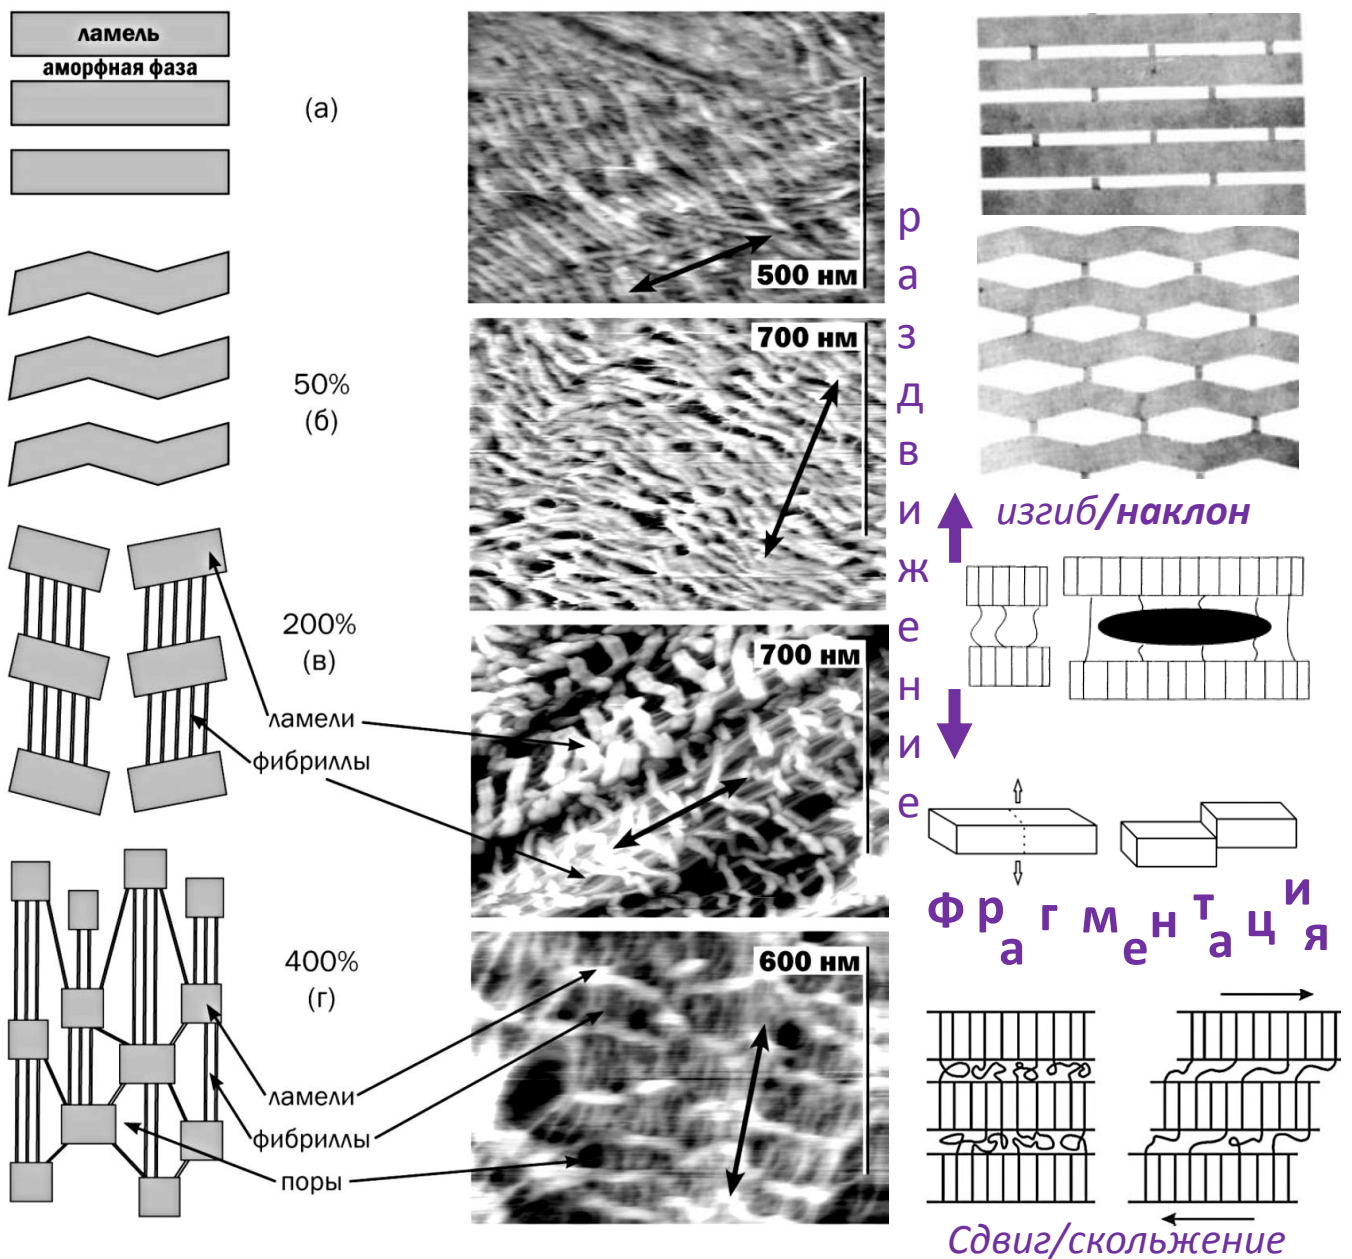 ламель
аморфная фаза
(а)
50%
(б)
200%
(в)
ламели
фибриллы
400%
(г)
ламели
фибриллы
поры
500 нм
700 нм
700 нм
600 нм
раздвижение
изгиб/наклон
Фрагментация
Сдвиг/скольжение